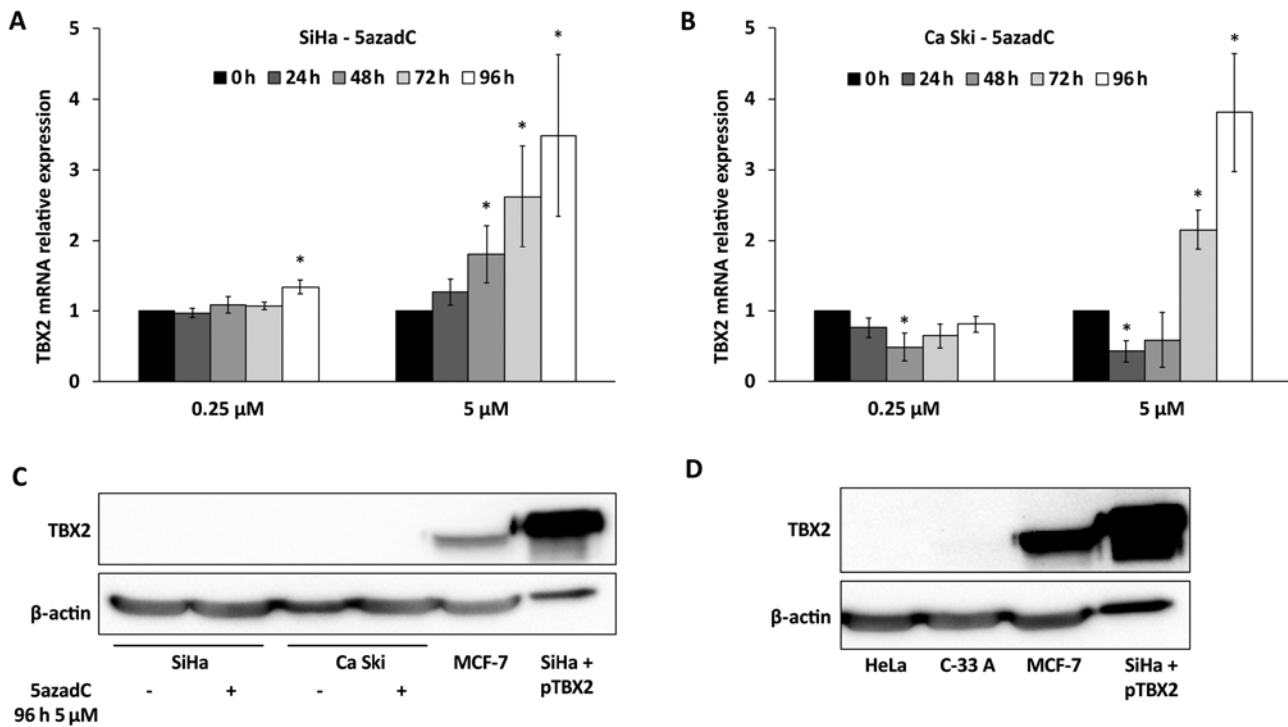 A
SiHa - 5azadC
0 h 24 h 48 h 72 h 96 h
TBX2 mRNA relative expression
5
4
3
2
1
0
*
*
*
*
0.25 µM 5 µM
B
Ca Ski - 5azadC
0 h 24 h 48 h 72 h 96 h
TBX2 mRNA relative expression
5
4
3
2
1
0
*
*
*
*
0.25 µM 5 µM
C
TBX2
β-actin
SiHa Ca Ski MCF-7 SiHa +
pTBX2
5azadC - + - +
96 h 5 µM
D
TBX2
β-actin
HeLa C-33 A MCF-7 SiHa +
pTBX2